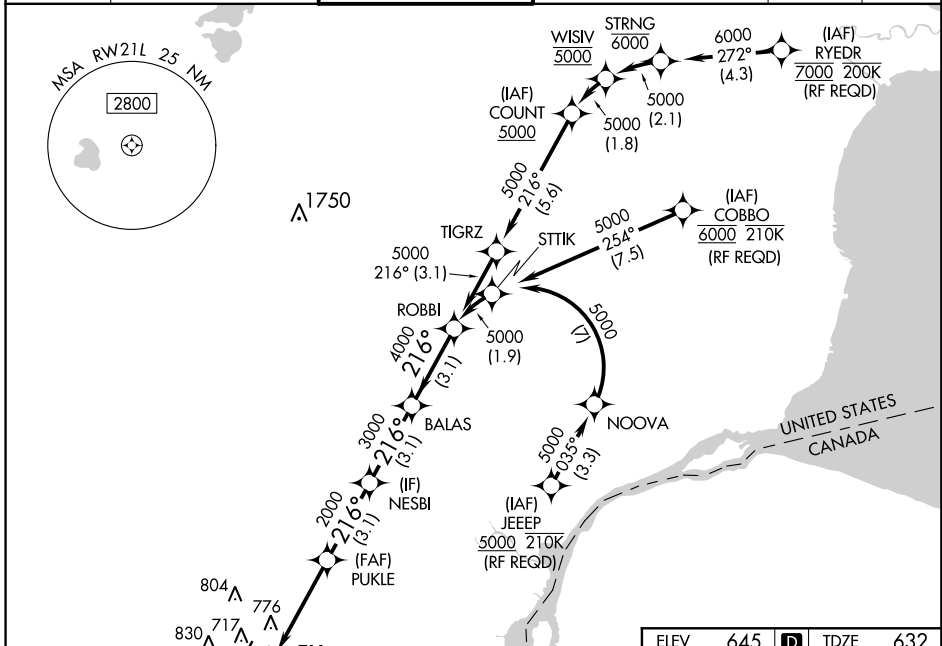 MSA RW21L 25 NM
2800
WISIV
5000
STRNG
6000
6000
272°
(4.3)
(IAF)
RYEDR
7000 200K
(RF REQD)
(IAF)
COUNT
5000
5000
(1.8)
5000
(2.1)
1750
5000
216°
(5.6)
(IAF)
COBBO
6000 210K
(RF REQD)
5000
254°
(7.5)
TIGRZ
STTIK
5000
216° (3.1)
ROBBI
5000
(1.9)
5000
(7)
4000
216°
(3.1)
BALAS
NOOVA
UNITED STATES
CANADA
3000
216°
(3.1)
5000
035°
(3.3)
(IF)
NESBI
(IAF)
JEEEP
5000 210K
(RF REQD)
2000
216°
(3.1)
(FAF)
PUKLE
804
776
717
830
ELEV 645 D TDZE 632